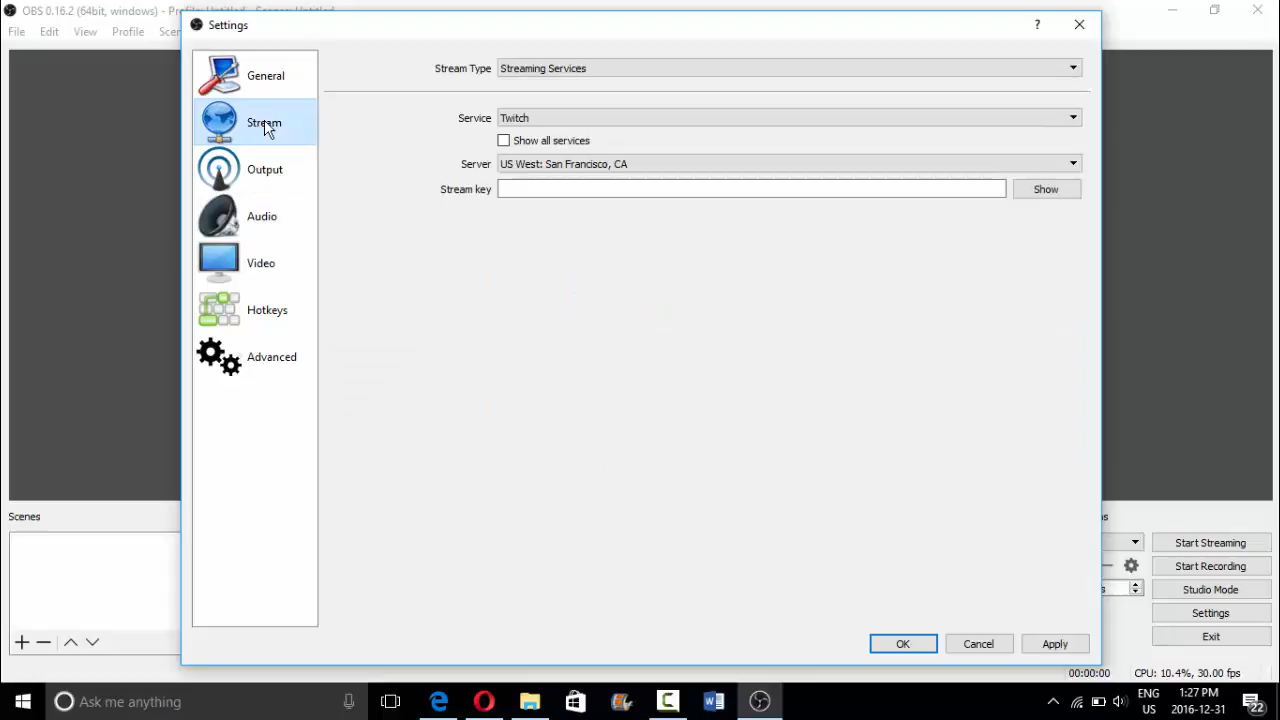 OBS 0.16.2 (64bit, windows) - Profile: Untitled - Scenes: Untitled
File Edit View Profile Scen
Settings
?
General
Stream
Output
Audio
Video
Hotkeys
Advanced
Stream Type Streaming Services
Service Twitch
Show all services
Server US West: San Francisco, CA
Stream key Show
OK Cancel Apply
Scenes
Start Streaming
Start Recording
Studio Mode
Settings
Exit
00:00:00 CPU: 10.4%, 30.00 fps
Ask me anything
ENG
US
1:27 PM
2016-12-31
22